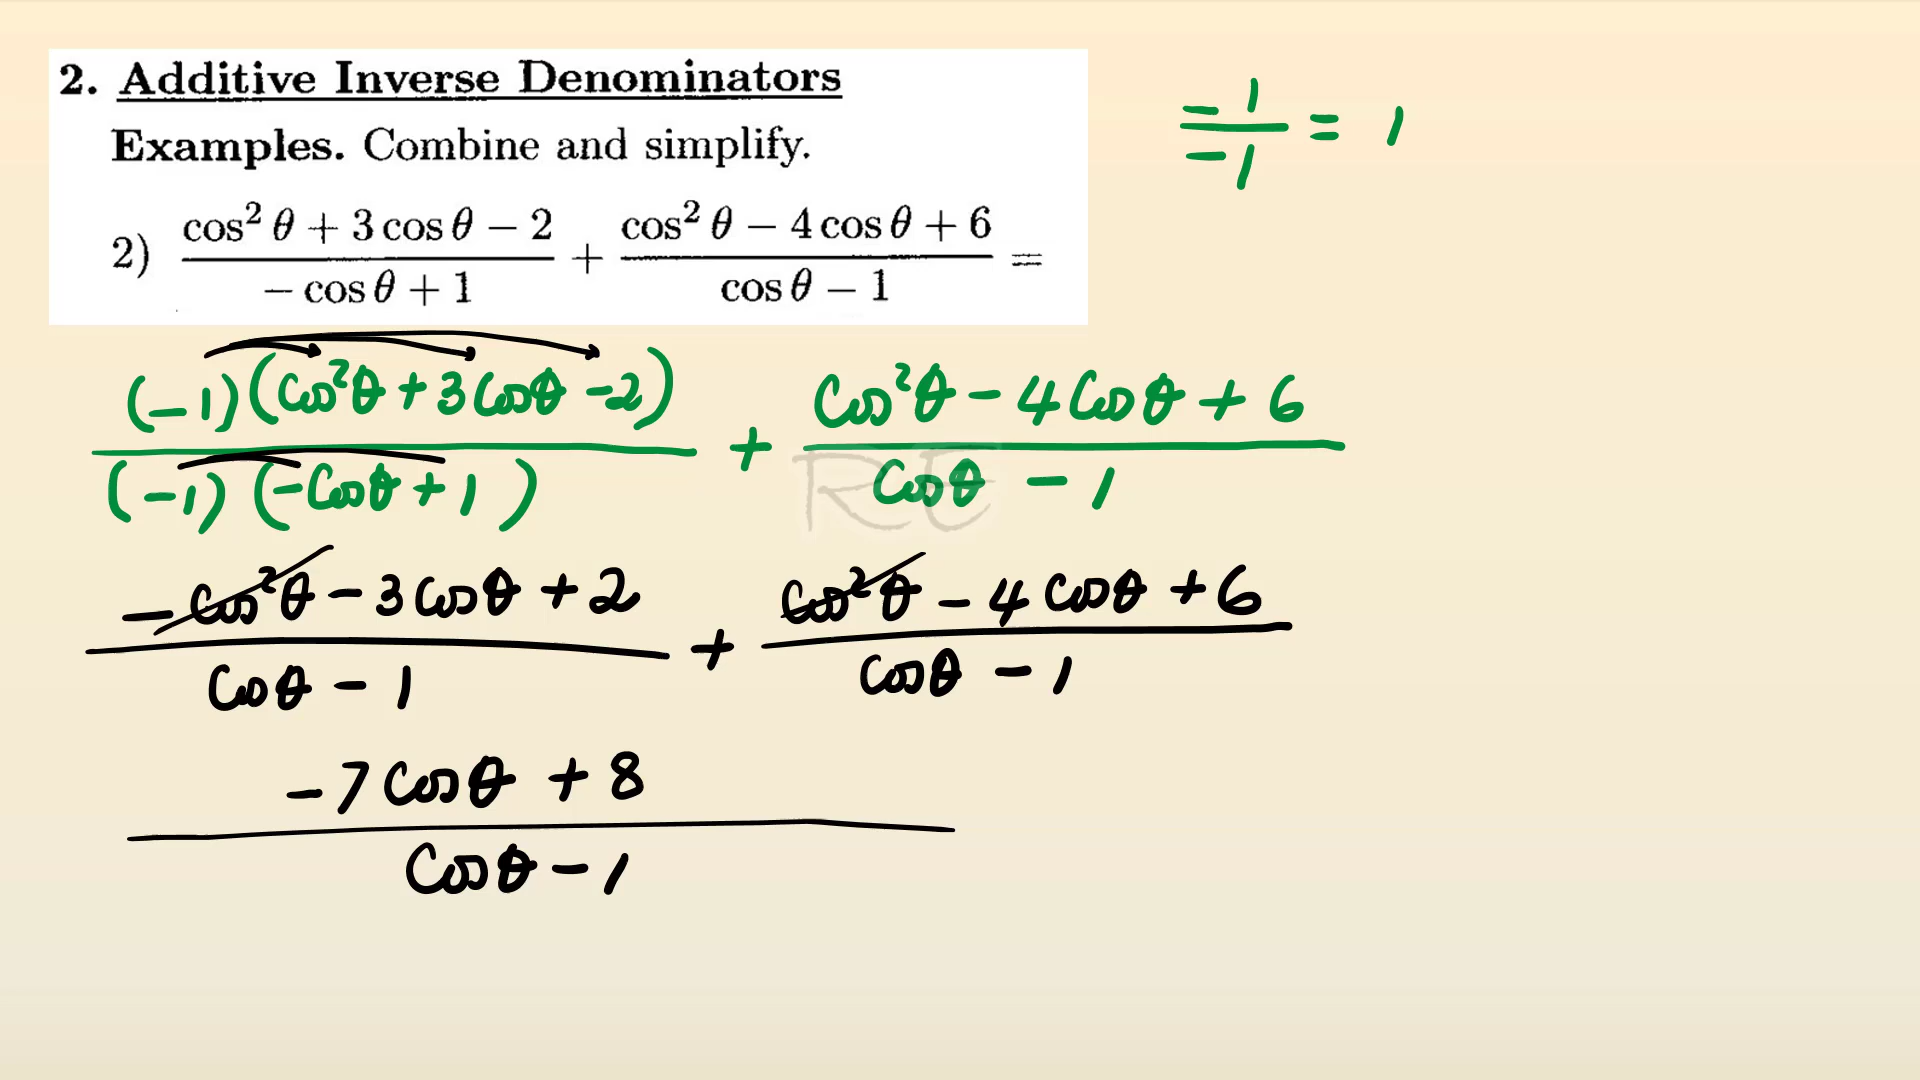 2. Additive Inverse Denominators
Examples. Combine and simplify.
2) (cos² θ + 3 cos θ − 2)/(− cos θ + 1) + (cos² θ − 4 cos θ + 6)/(cos θ − 1) =
−1/−1 = 1
(−1)(cos²θ + 3cosθ − 2)/(−1)(−cosθ + 1) + (cos²θ − 4cosθ + 6)/(cosθ − 1)
RE
(−cos²θ − 3cosθ + 2)/(cosθ − 1) + (cos²θ − 4cosθ + 6)/(cosθ − 1)
(−7cosθ + 8)/(cosθ − 1)